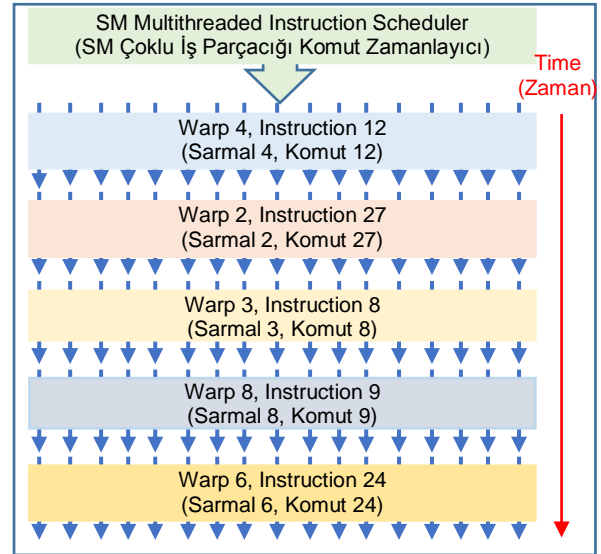 SM Multithreaded Instruction Scheduler
(SM Çoklu İş Parçacığı Komut Zamanlayıcı)
Time
(Zaman)
Warp 4, Instruction 12
(Sarmal 4, Komut 12)
Warp 2, Instruction 27
(Sarmal 2, Komut 27)
Warp 3, Instruction 8
(Sarmal 3, Komut 8)
Warp 8, Instruction 9
(Sarmal 8, Komut 9)
Warp 6, Instruction 24
(Sarmal 6, Komut 24)